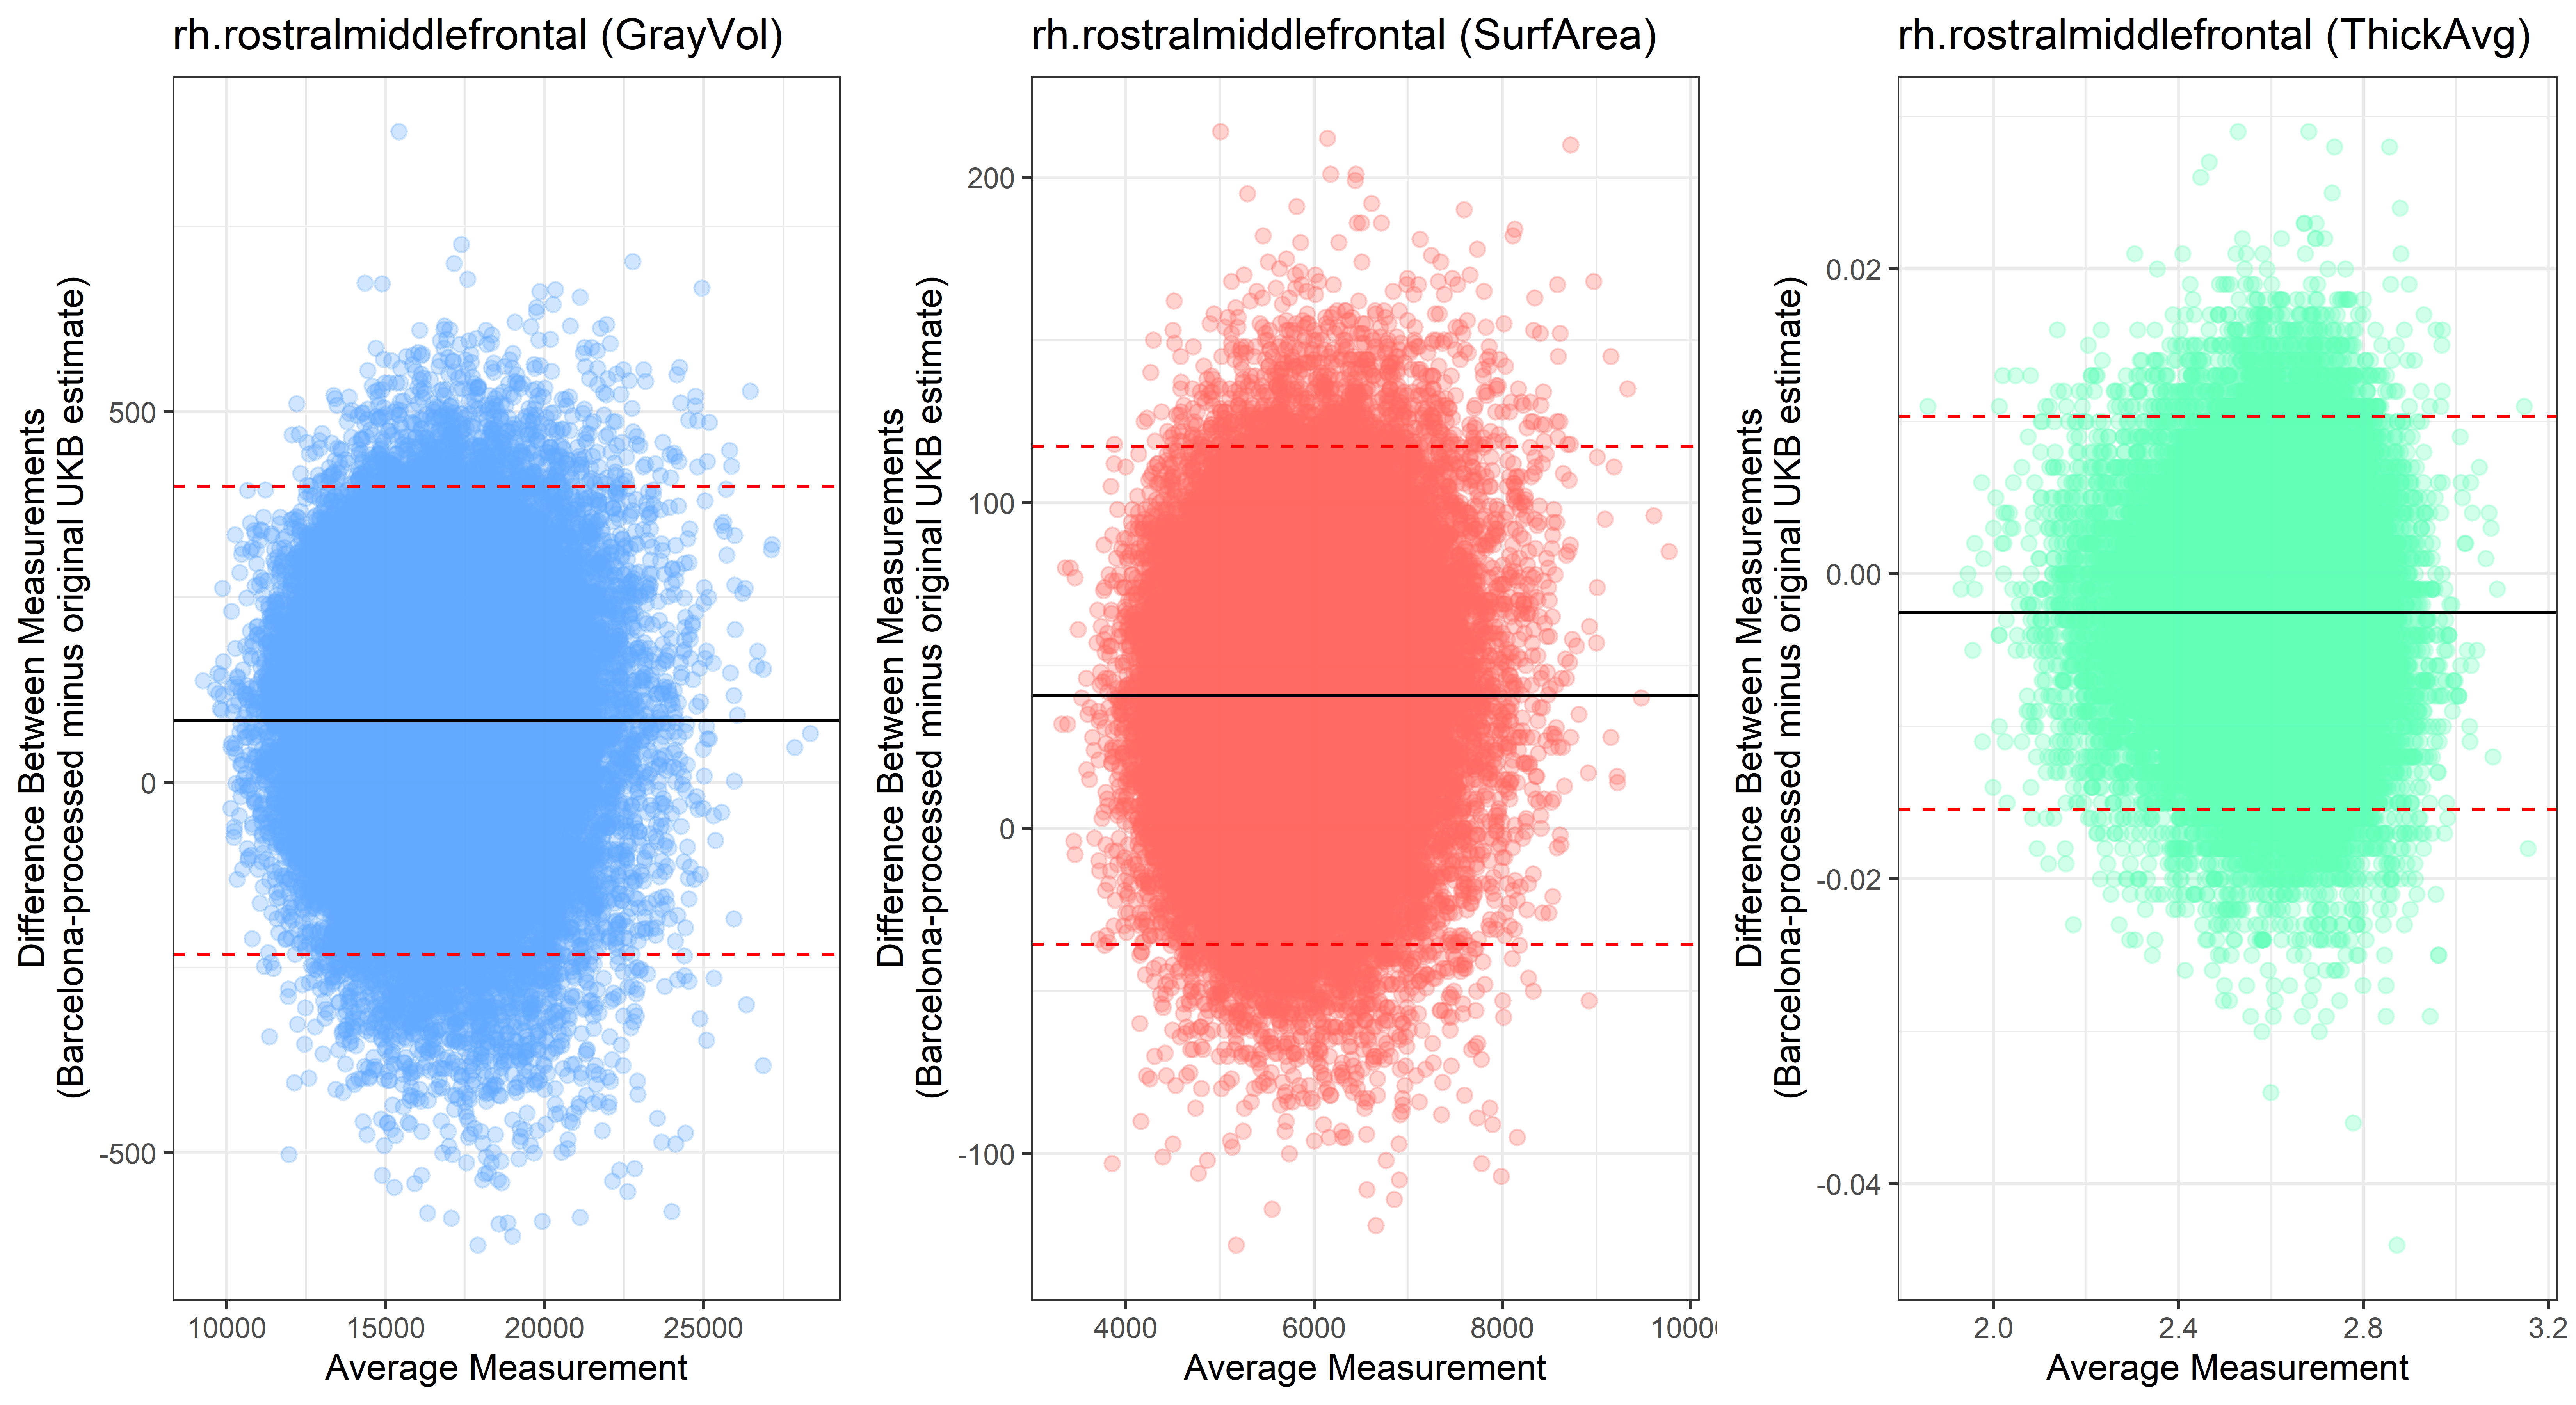 rh.rostralmiddlefrontal (GrayVol)
Difference Between Measurements
(Barcelona-processed minus original UKB estimate)
500
0
-500
10000 15000 20000 25000
Average Measurement
rh.rostralmiddlefrontal (SurfArea)
Difference Between Measurements
(Barcelona-processed minus original UKB estimate)
200
100
0
-100
4000 6000 8000 1000
Average Measurement
rh.rostralmiddlefrontal (ThickAvg)
Difference Between Measurements
(Barcelona-processed minus original UKB estimate)
0.02
0.00
-0.02
-0.04
2.0 2.4 2.8 3.2
Average Measurement